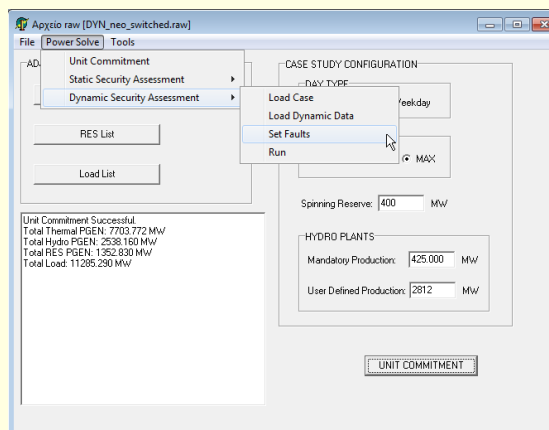 Αρχείο raw [DYN_neo_switched.raw]
File Power Solve Tools
Unit Commitment
Static Security Assessment
Dynamic Security Assessment
Load Case
Load Dynamic Data
Set Faults
Run
RES List
Load List
CASE STUDY CONFIGURATION
DAY TYPE
MAX
Spinning Reserve: 400 MW
HYDRO PLANTS
Mandatory Production: 425.000 MW
User Defined Production: 2812 MW
UNIT COMMITMENT
Unit Commitment Successful.
Total Thermal PGEN: 7703.772 MW
Total Hydro PGEN: 2538.160 MW
Total RES PGEN: 1352.830 MW
Total Load: 11285.290 MW